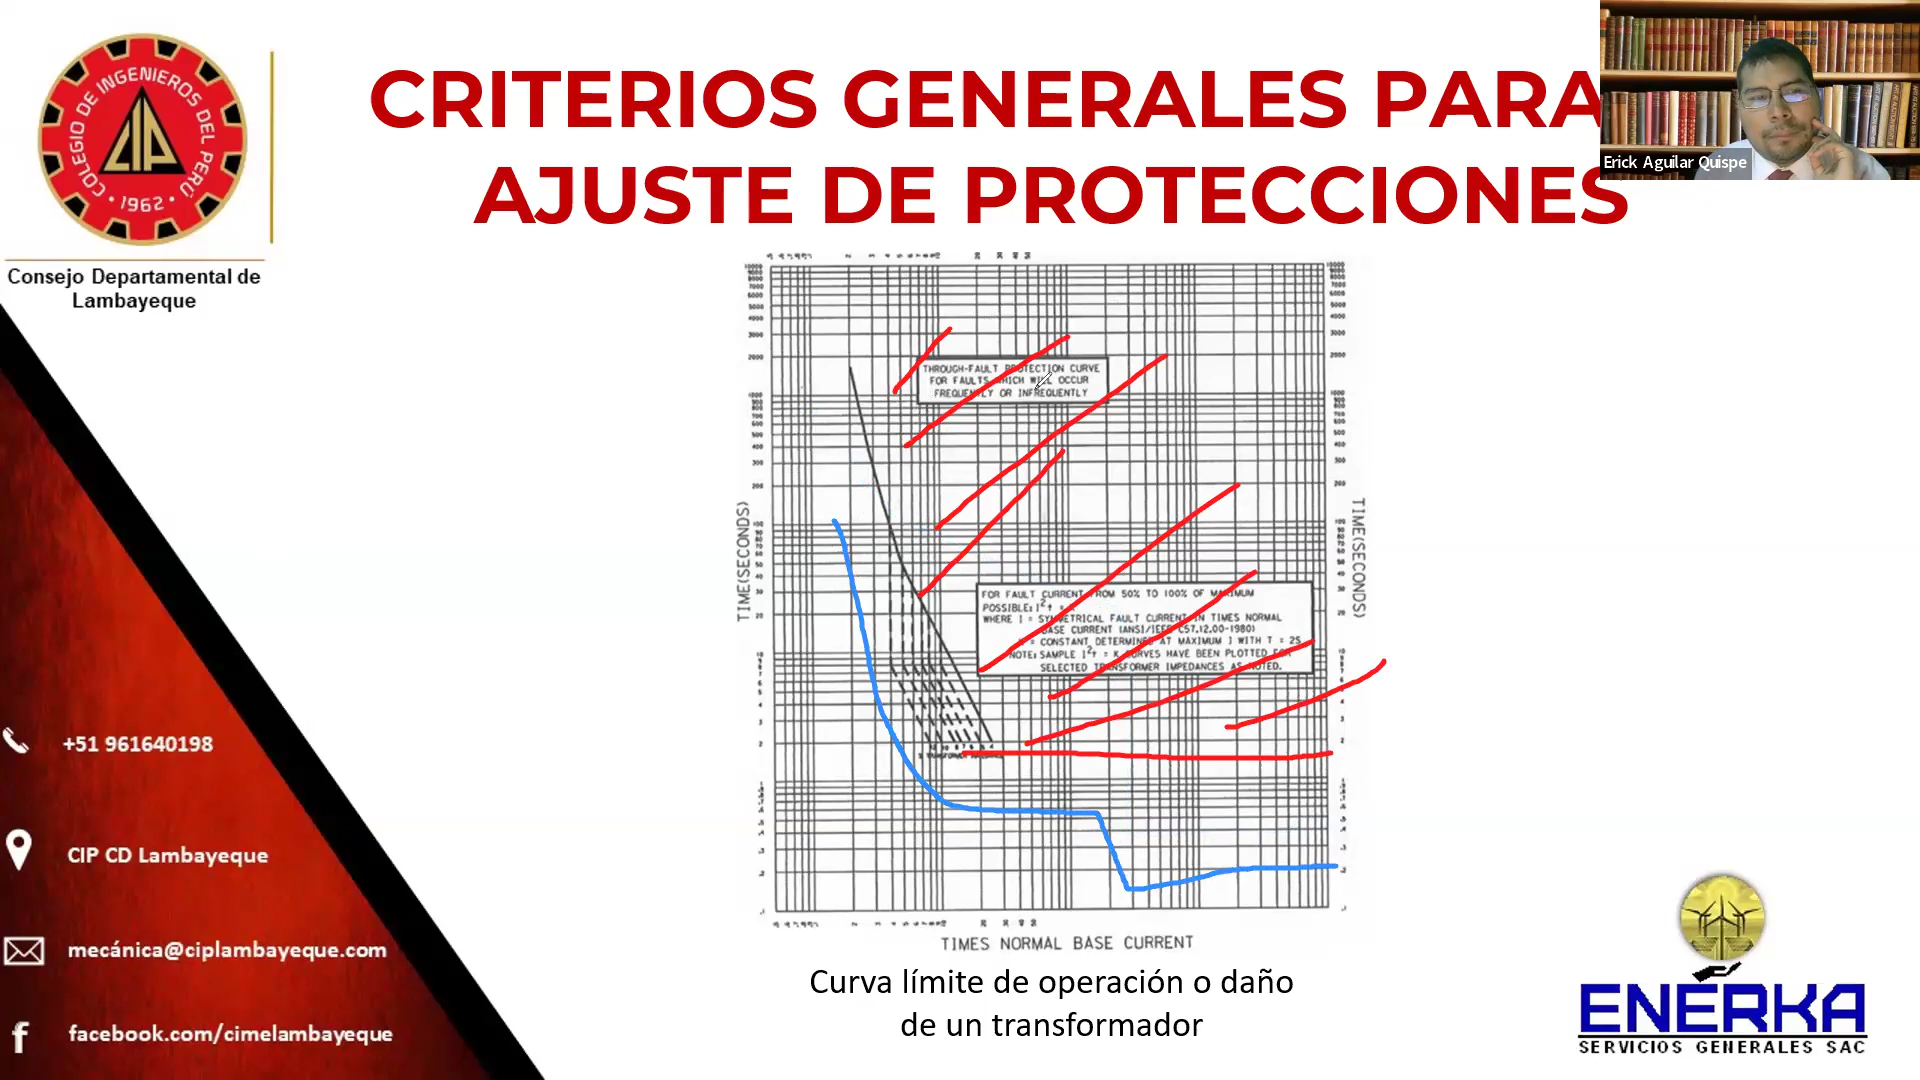 COLEGIO DE INGENIEROS DEL PERÚ
CIP
• 1962 •
Consejo Departamental de
Lambayeque
CRITERIOS GENERALES PARA
AJUSTE DE PROTECCIONES
Erick Aguilar Quispe
THROUGH-FAULT PROTECTION CURVE
FOR FAULTS WHICH WILL OCCUR
FREQUENTLY OR INFREQUENTLY
TIME(SECONDS)
TIME(SECONDS)
FOR FAULT CURRENT FROM 50% TO 100% OF MAXIMUM
POSSIBLE: I²t = K
WHERE I = SYMETRICAL FAULT CURRENT IN TIMES NORMAL
BASE CURRENT (ANSI/IEEE C57.12.00-1980)
K = CONSTANT DETERMINED AT MAXIMUM I WITH T = 2S
NOTE: SAMPLE I²t = K CURVES HAVE BEEN PLOTTED FOR
SELECTED TRANSFORMER IMPEDANCES AS NOTED.
TIMES NORMAL BASE CURRENT
Curva límite de operación o daño
de un transformador
+51 961640198
CIP CD Lambayeque
mecánica@ciplambayeque.com
facebook.com/cimelambayeque
ENERKA
SERVICIOS GENERALES SAC